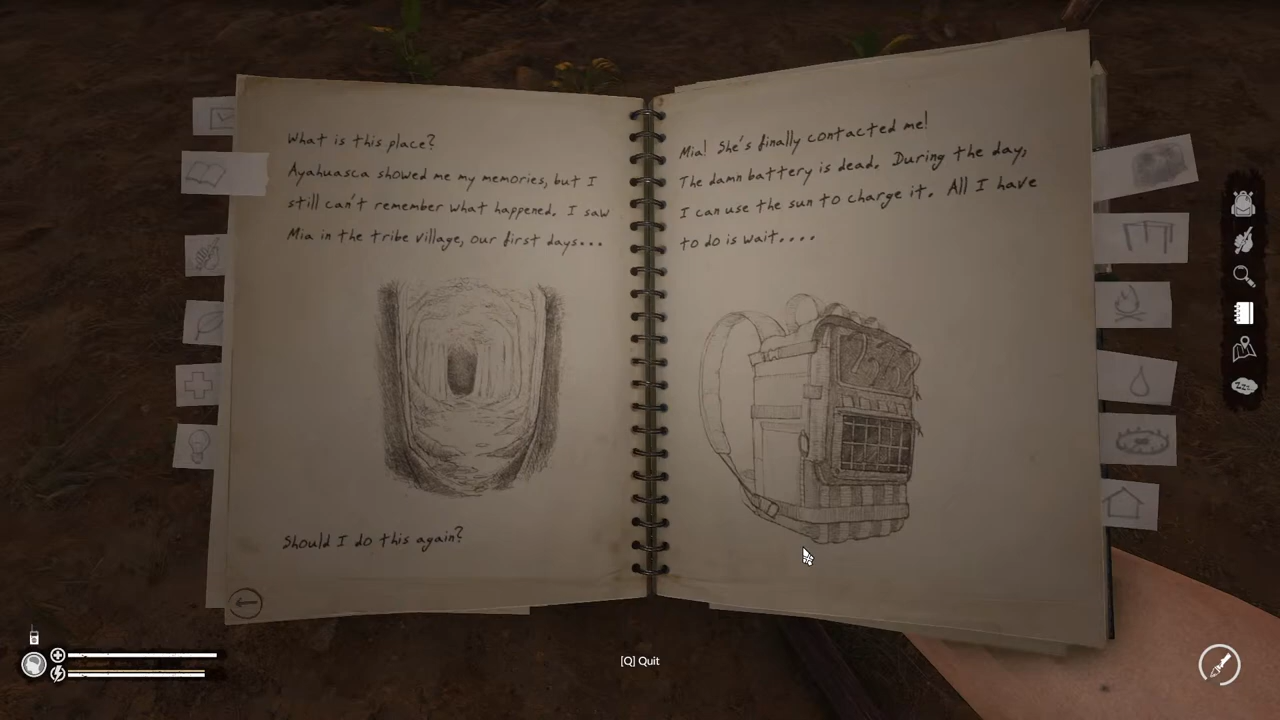 What is this place?
Ayahuasca showed me my memories, but I
still can't remember what happened. I saw
Mia in the tribe village, our first days...
Should I do this again?
Mia! She's finally contacted me!
The damn battery is dead. During the day,
I can use the sun to charge it. All I have
to do is wait....
Zzz..
[Q] Quit